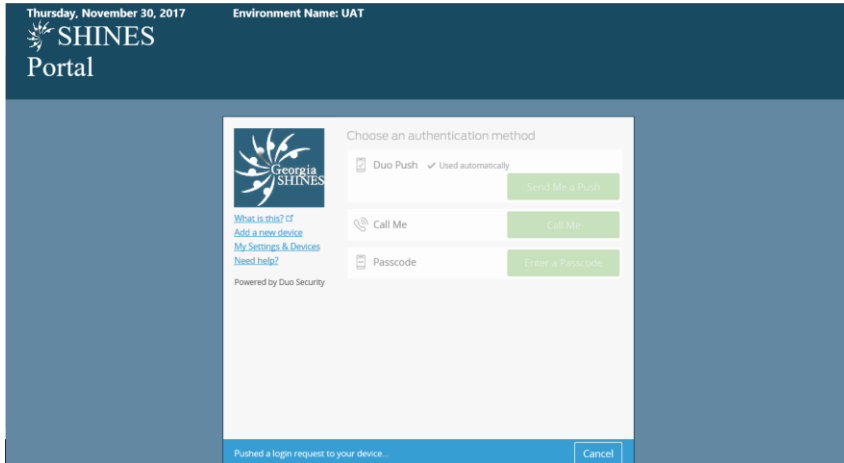 Thursday, November 30, 2017
Environment Name: UAT
SHINES
Portal
Georgia
SHINES
What is this?
Add a new device
My Settings & Devices
Need help?
Powered by Duo Security
Choose an authentication method
Duo Push ✓ Used automatically
Send Me a Push
Call Me
Call Me
Passcode
Enter a Passcode
Pushed a login request to your device...
Cancel